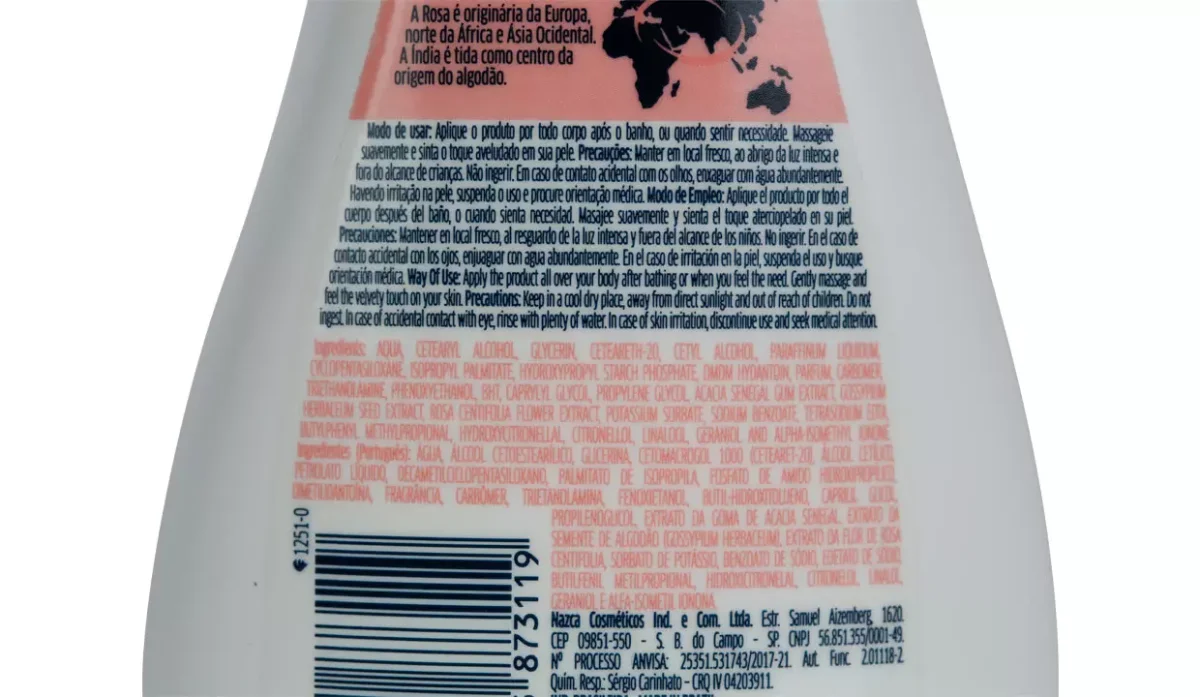 A Rosa é originária da Europa,
norte da África e Ásia Ocidental.
A Índia é tida como centro da
origem do algodão.
Modo de usar: Aplique o produto por todo corpo após o banho, ou quando sentir necessidade. Massageie
suavemente e sinta o toque aveludado em sua pele. Precauções: Manter em local fresco, ao abrigo da luz intensa e
fora do alcance de crianças. Não ingerir. Em caso de contato acidental com os olhos, enxaguar com água abundantemente.
Havendo irritação na pele, suspenda o uso e procure orientação médica. Modo de Empleo: Aplique el producto por todo el
cuerpo después del baño, o cuando sienta necesidad. Masajee suavemente y sienta el toque aterciopelado en su piel.
Precauciones: Mantener en local fresco, al resguardo de la luz intensa y fuera del alcance de los niños. No ingerir. En el caso de
contacto accidental con los ojos, enjuaguar con agua abundantemente. En el caso de irritación en la piel, suspenda el uso y busque
orientación médica. Way Of Use: Apply the product all over your body after bathing or when you feel the need. Gently massage and
feel the velvety touch on your skin. Precautions: Keep in a cool dry place, away from direct sunlight and out of reach of children. Do not
ingest. In case of accidental contact with eye, rinse with plenty of water. In case of skin irritation, discontinue use and seek medical attention.
Ingredients: AQUA, CETEARYL ALCOHOL, GLYCERIN, CETEARETH-20, CETYL ALCOHOL, PARAFFINUM LIQUIDUM,
CYCLOPENTASILOXANE, ISOPROPYL PALMITATE, HYDROXYPROPYL STARCH PHOSPHATE, DMDM HYDANTOIN, PARFUM, CARBOMER,
TRIETHANOLAMINE, PHENOXYETHANOL, BHT, CAPRYLYL GLYCOL, PROPYLENE GLYCOL, ACACIA SENEGAL GUM EXTRACT, GOSSYPIUM
HERBACEUM SEED EXTRACT, ROSA CENTIFOLIA FLOWER EXTRACT, POTASSIUM SORBATE, SODIUM BENZOATE, TETRASODIUM EDTA,
BUTYLPHENYL METHYLPROPIONAL, HYDROXYCITRONELLAL, CITRONELLOL, LINALOOL, GERANIOL AND ALPHA-ISOMETHYL IONONE
Ingredientes (Português): ÁGUA, ÁLCOOL CETOESTEARÍLICO, GLICERINA, CETOMACROGOL 1000 (CETEARET-20), ÁLCOOL CETÍLICO,
PETROLATO LÍQUIDO, DECAMETILCICLOPENTASILOXANO, PALMITATO DE ISOPROPILA, FOSFATO DE AMIDO HIDROXIPROPÍLICO,
DIMETILIDANTOÍNA, FRAGRÂNCIA, CARBÔMER, TRIETANOLAMINA, FENOXIETANOL, BUTIL-HIDROXITOLUENO, CAPRILIL GLICOL,
PROPILENOGLICOL, EXTRATO DA GOMA DE ACACIA SENEGAL, EXTRATO DA
SEMENTE DE ALGODÃO (GOSSYPIUM HERBACEUM), EXTRATO DA FLOR DE ROSA
CENTIFOLIA, SORBATO DE POTÁSSIO, BENZOATO DE SÓDIO, EDETATO DE SÓDIO,
BUTILFENIL METILPROPIONAL, HIDROXICITRONELAL, CITRONELOL, LINALOL,
GERANIOL E ALFA-ISOMETIL IONONA.
1251-0
873119
Nazca Cosméticos Ind. e Com. Ltda. Estr. Samuel Aizemberg, 1620.
CEP 09851-550 - S. B. do Campo - SP. CNPJ 56.851.355/0001-49.
Nº PROCESSO ANVISA: 25351.531743/2017-21. Aut. Func. 2.01118-2
Quím. Resp.: Sérgio Carinhato - CRQ IV 04203911.